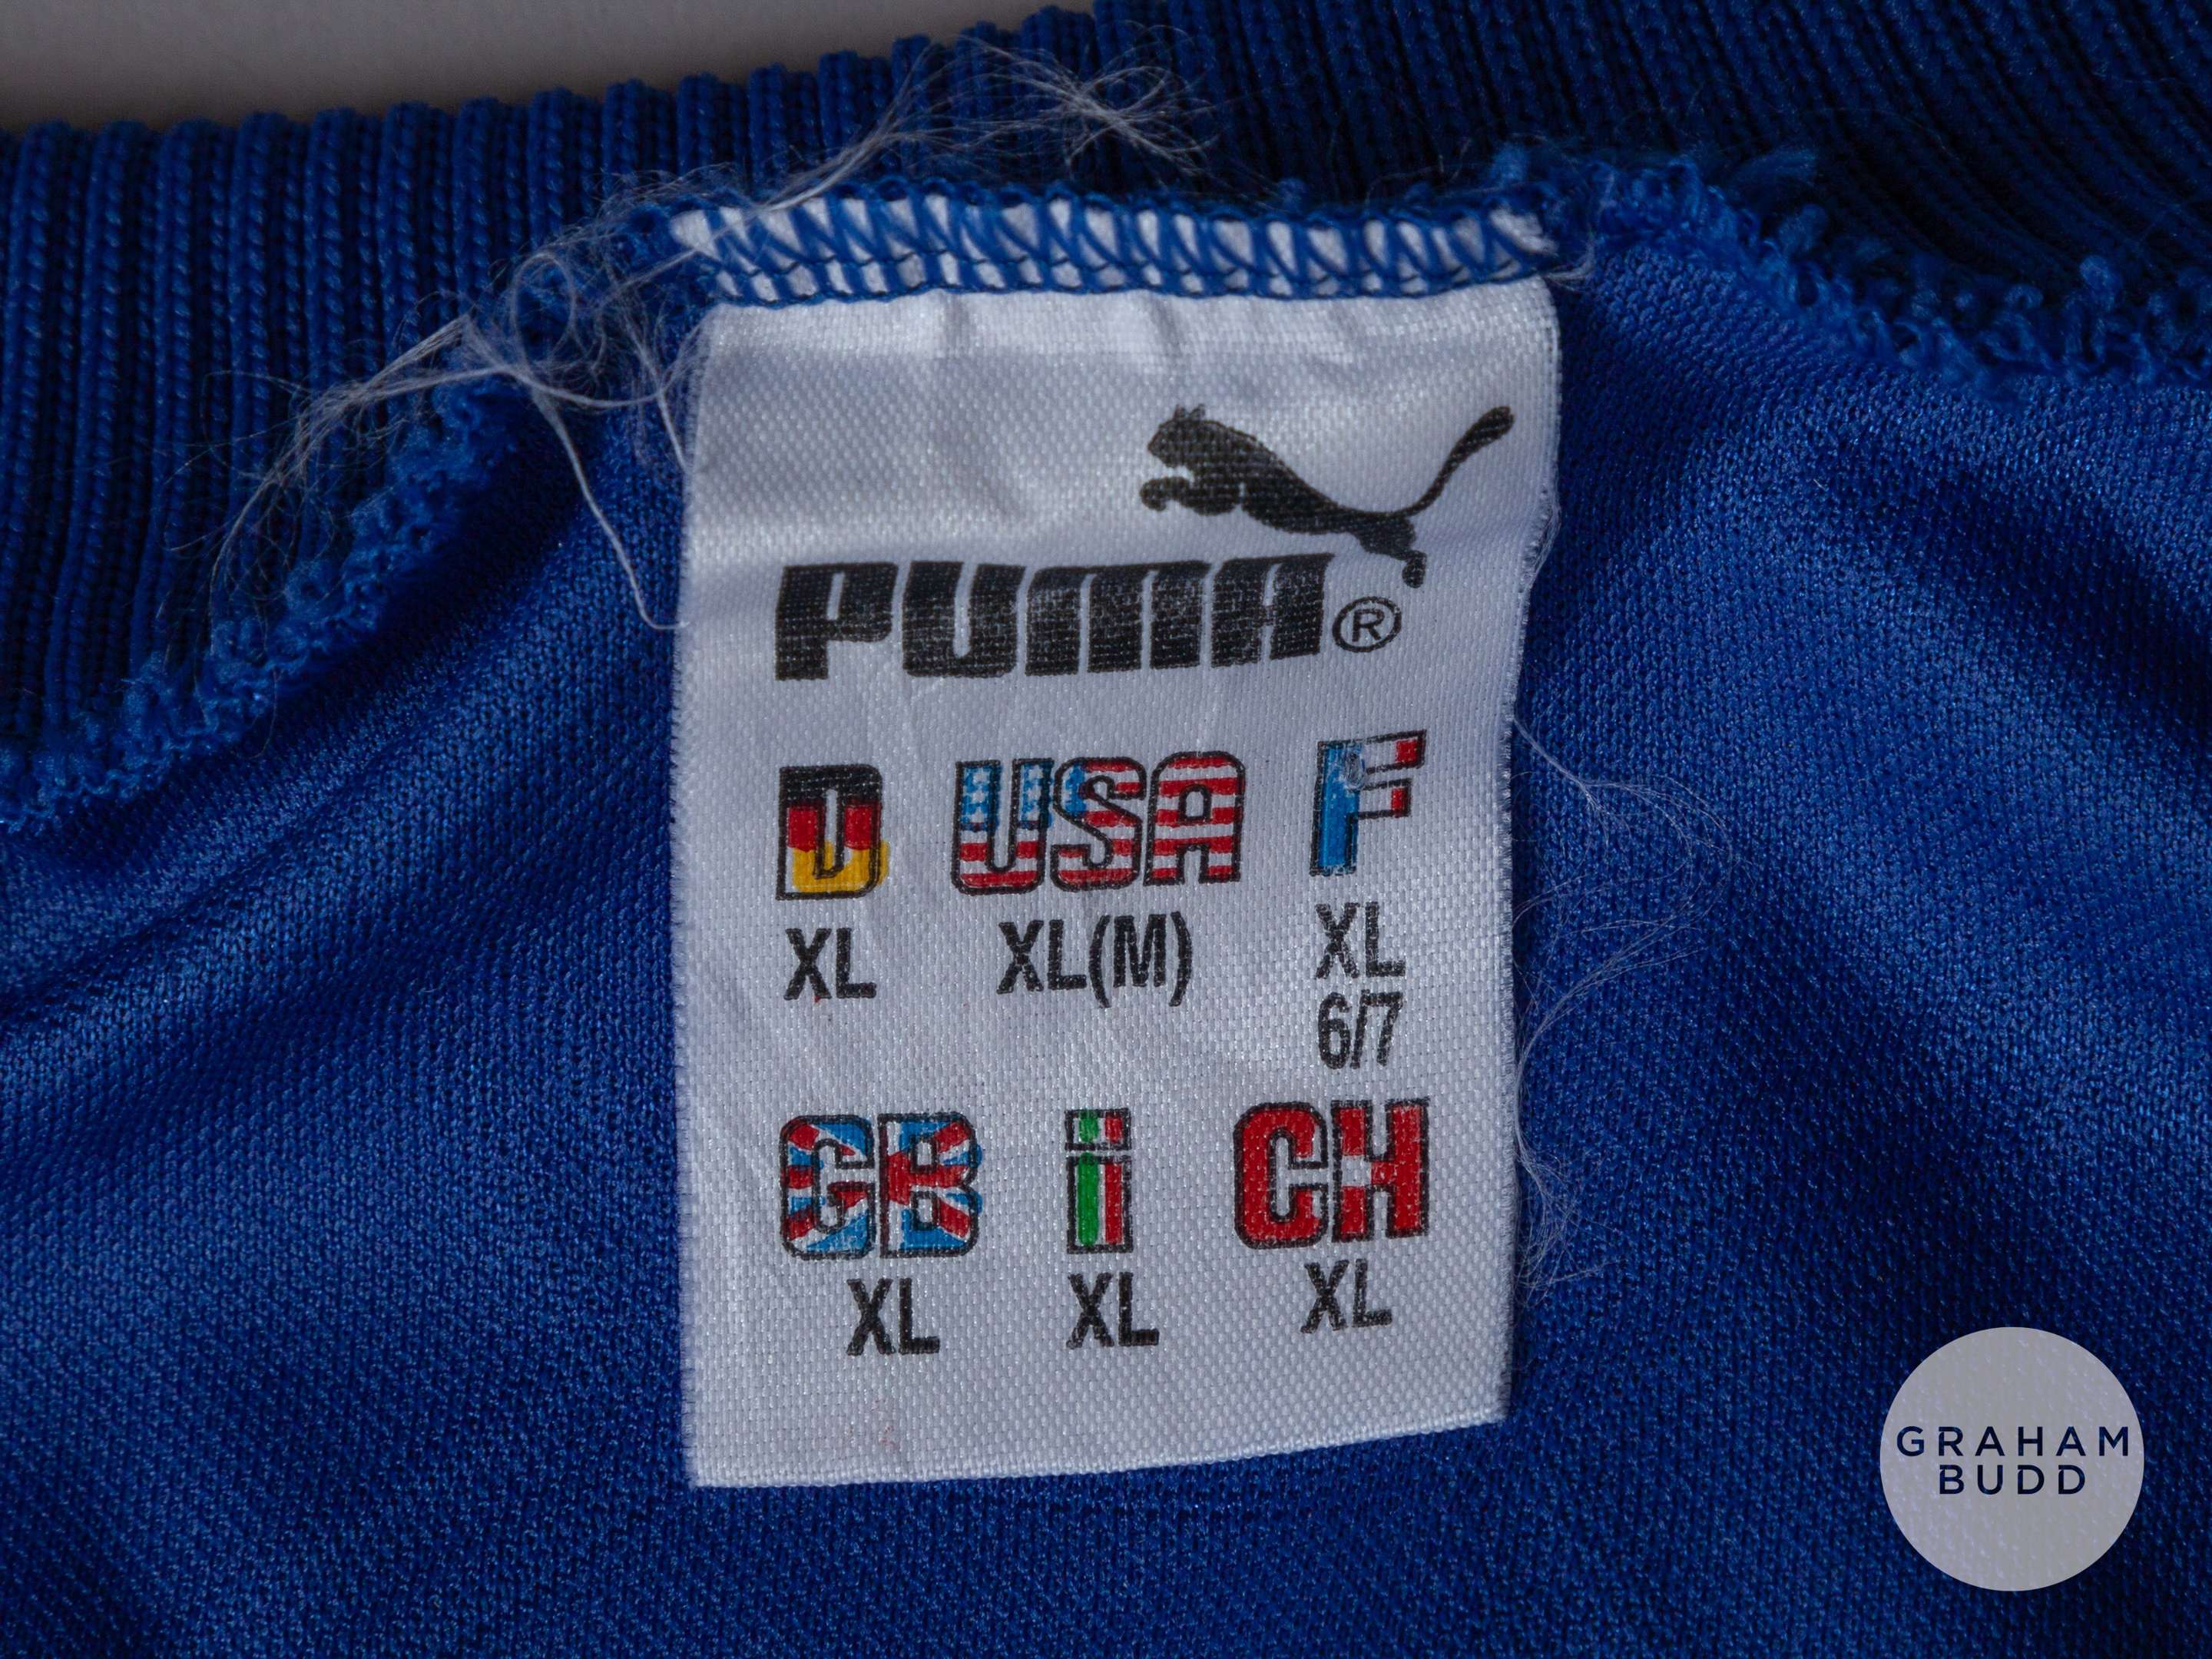 PUMA®
D USA F
XL XL(M) XL
6/7
GB i CH
XL XL XL
GRAHAM
BUDD